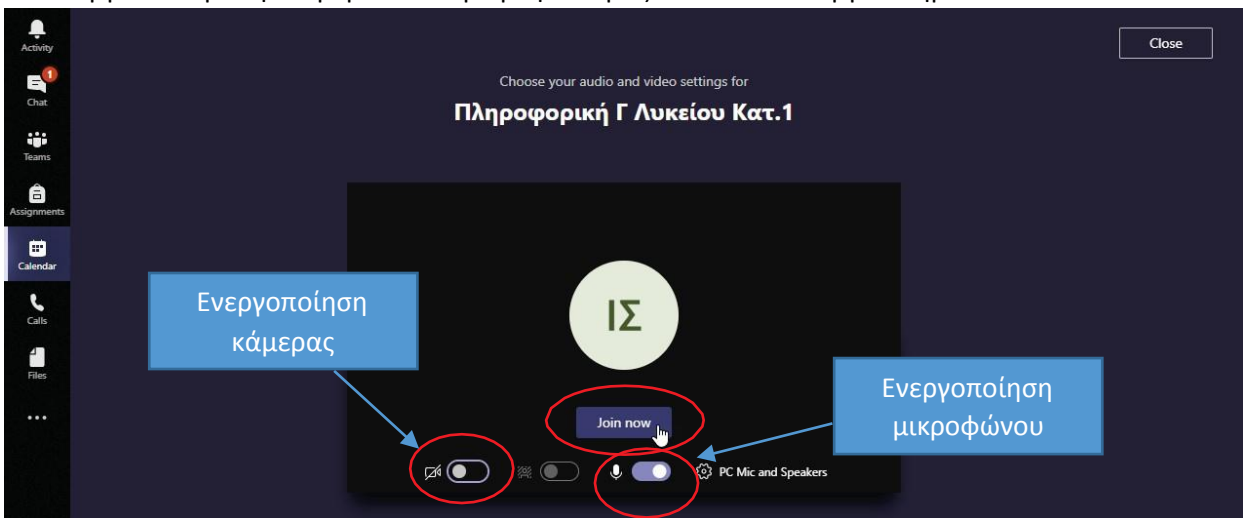 Activity
Close
1
Choose your audio and video settings for
Chat
Πληροφορική Γ Λυκείου Κατ.1
Teams
Assignments
Calendar
Ενεργοποίηση
κάμερας
ΙΣ
Calls
Files
Ενεργοποίηση
μικροφώνου
Join now
PC Mic and Speakers